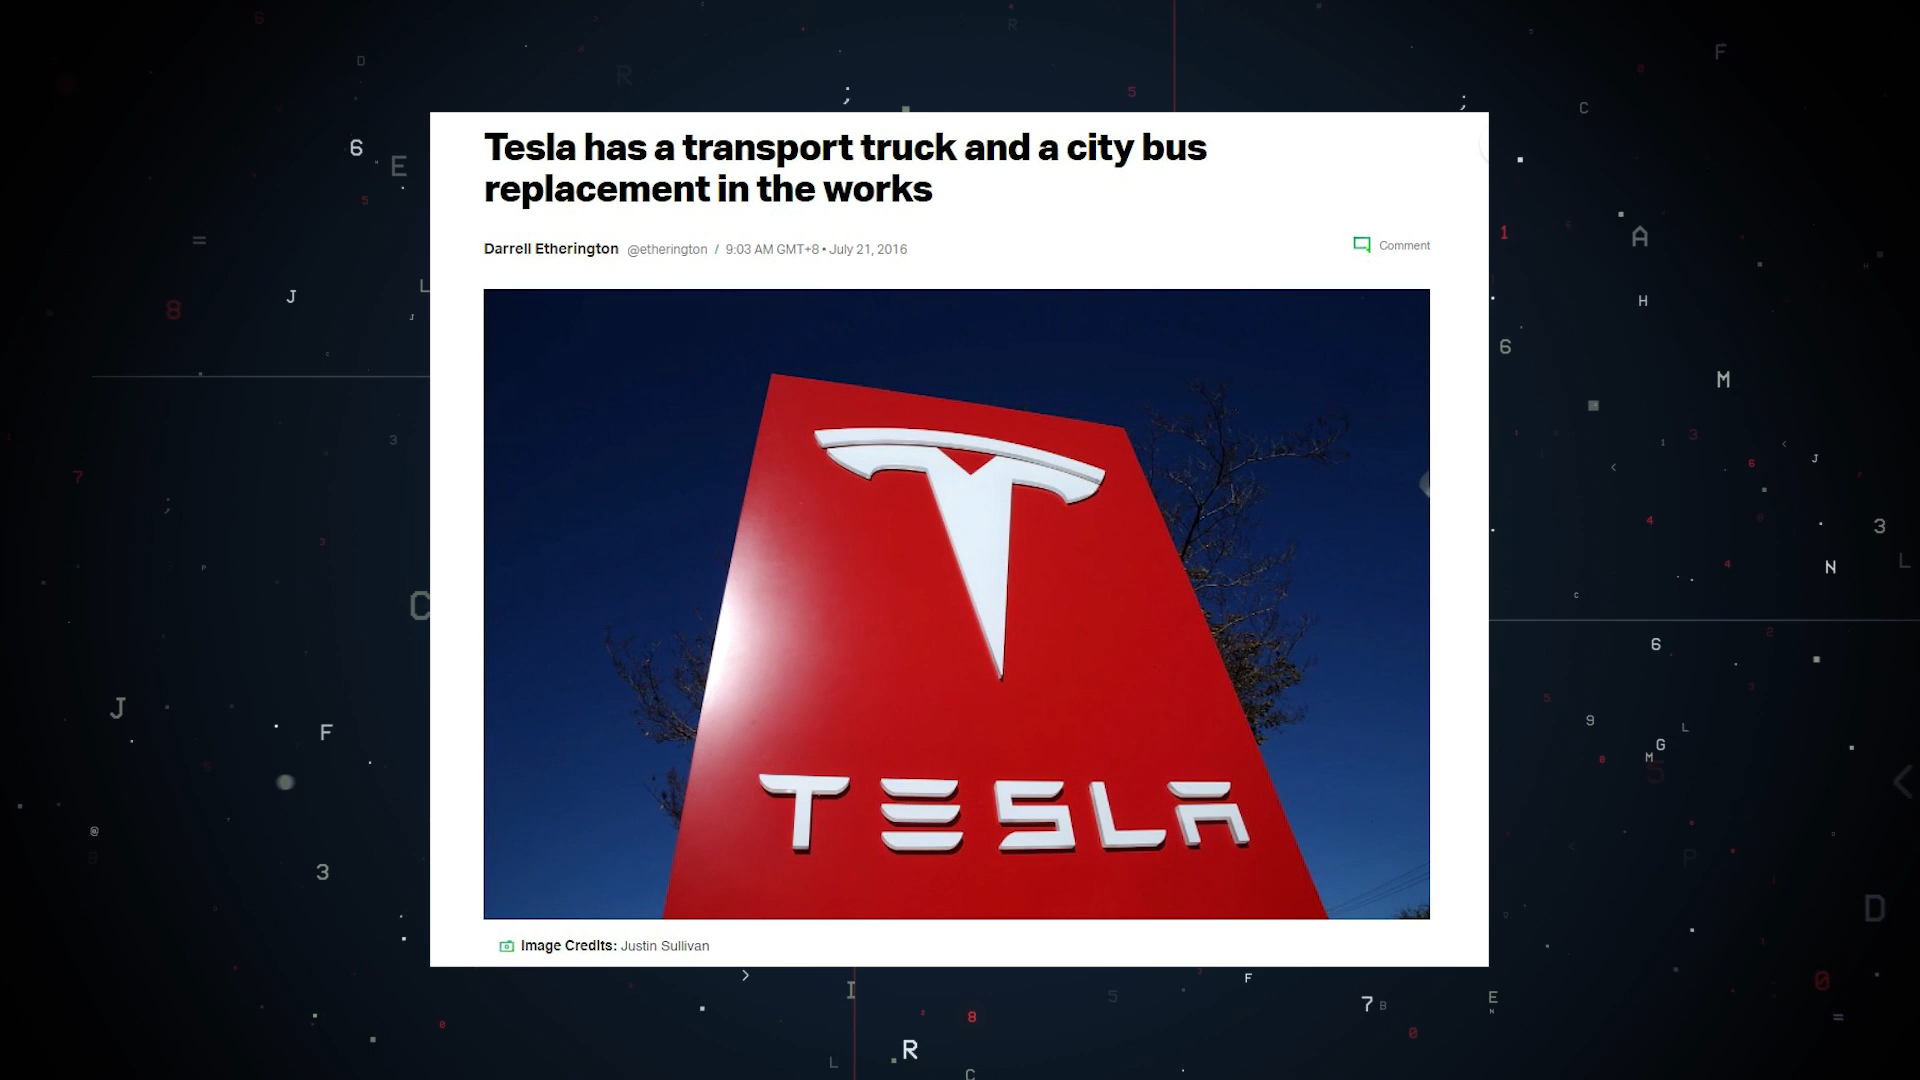 Tesla has a transport truck and a city bus
replacement in the works
Darrell Etherington @etherington / 9:03 AM GMT+8 • July 21, 2016
Comment
TESLA
Image Credits: Justin Sullivan